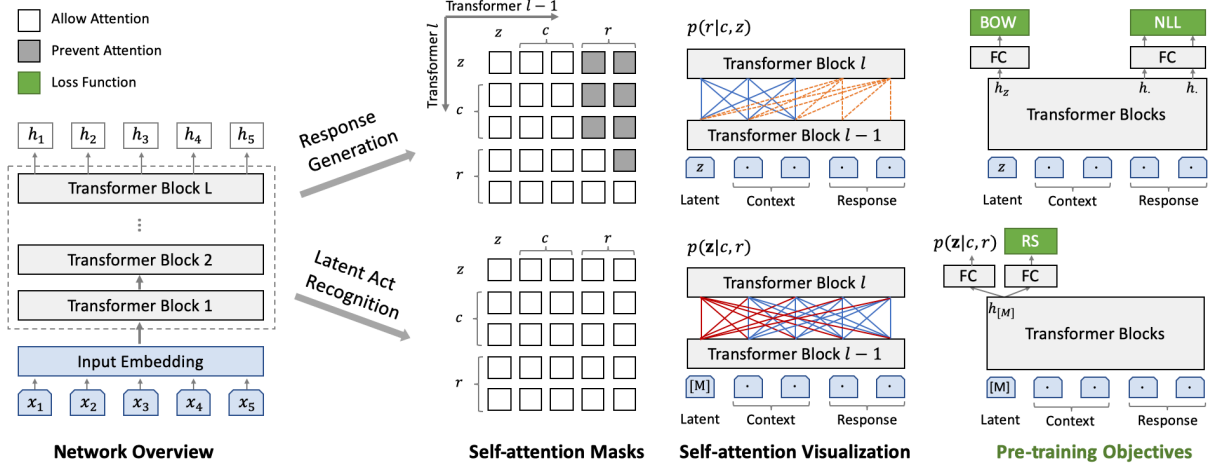 Allow Attention
Prevent Attention
Loss Function
h₁ h₂ h₃ h₄ h₅
Transformer Block L
⋮
Transformer Block 2
Transformer Block 1
Input Embedding
x₁ x₂ x₃ x₄ x₅
Network Overview
Response
Generation
Latent Act
Recognition
Transformer l − 1
Transformer l
z c r
z
c
r
z c r
z
c
r
Self-attention Masks
p(r|c, z)
Transformer Block l
Transformer Block l − 1
z · · · ·
Latent Context Response
p(z|c, r)
Transformer Block l
Transformer Block l − 1
[M] · · · ·
Latent Context Response
Self-attention Visualization
BOW NLL
FC FC
h_z h. h.
Transformer Blocks
z · · · ·
Latent Context Response
p(z|c, r) RS
FC FC
h_[M]
Transformer Blocks
[M] · · · ·
Latent Context Response
Pre-training Objectives